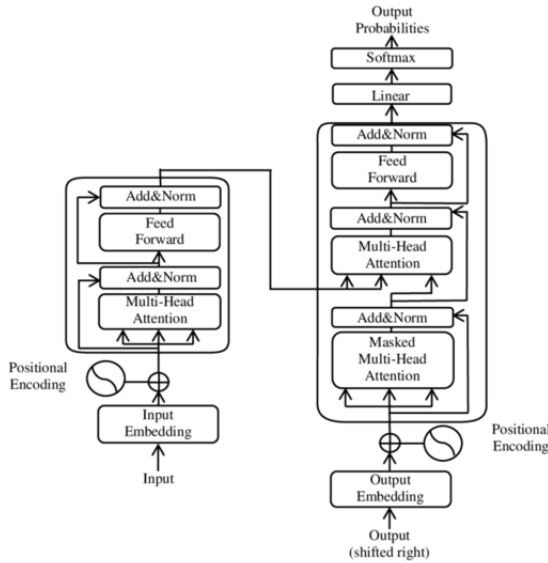 Output
Probabilities
Softmax
Linear
Add&Norm
Feed
Forward
Add&Norm
Multi-Head
Attention
Add&Norm
Masked
Multi-Head
Attention
Positional
Encoding
Output
Embedding
Output
(shifted right)
Add&Norm
Feed
Forward
Add&Norm
Multi-Head
Attention
Positional
Encoding
Input
Embedding
Input